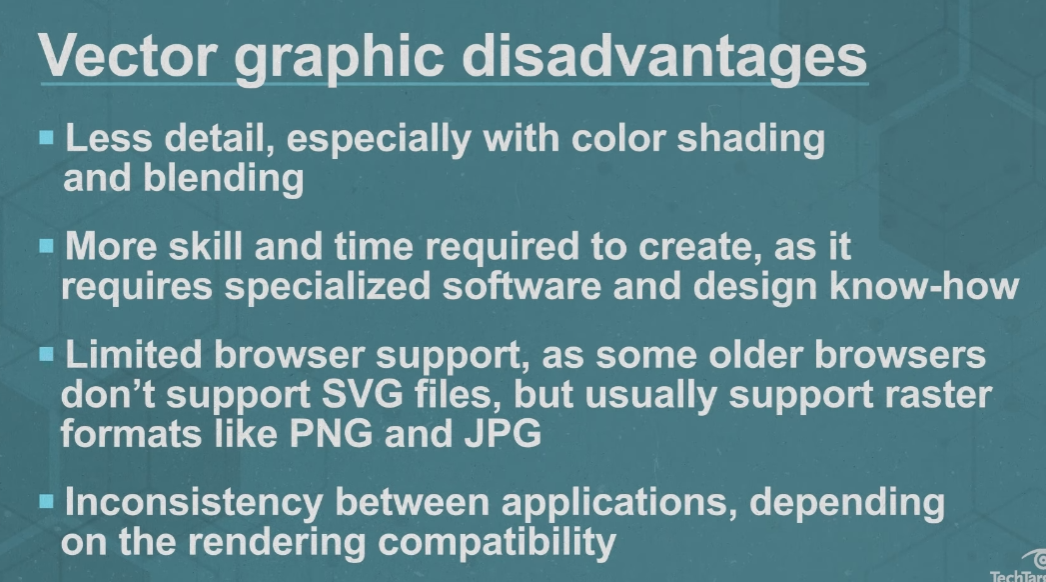 Vector graphic disadvantages
Less detail, especially with color shading
and blending
More skill and time required to create, as it
requires specialized software and design know-how
Limited browser support, as some older browsers
don’t support SVG files, but usually support raster
formats like PNG and JPG
Inconsistency between applications, depending
on the rendering compatibility